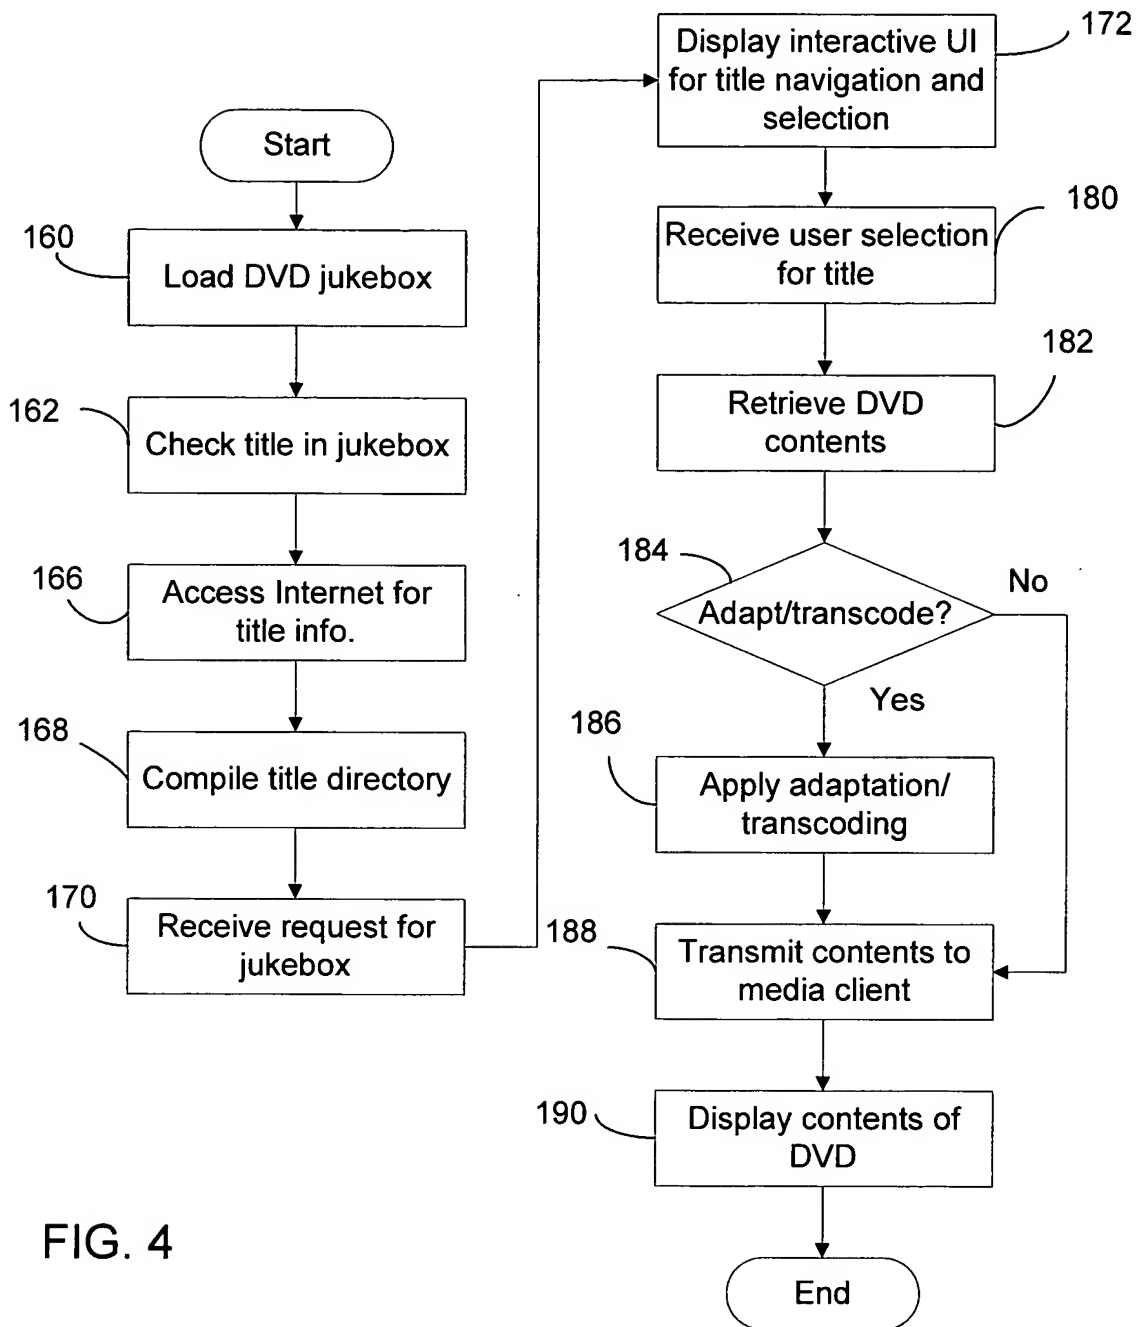 Start
160
Load DVD jukebox
162
Check title in jukebox
166
Access Internet for
title info.
168
Compile title directory
170
Receive request for
jukebox
172
Display interactive UI
for title navigation and
selection
180
Receive user selection
for title
182
Retrieve DVD
contents
184
Adapt/transcode?
No
Yes
186
Apply adaptation/
transcoding
188
Transmit contents to
media client
190
Display contents of
DVD
End
FIG. 4